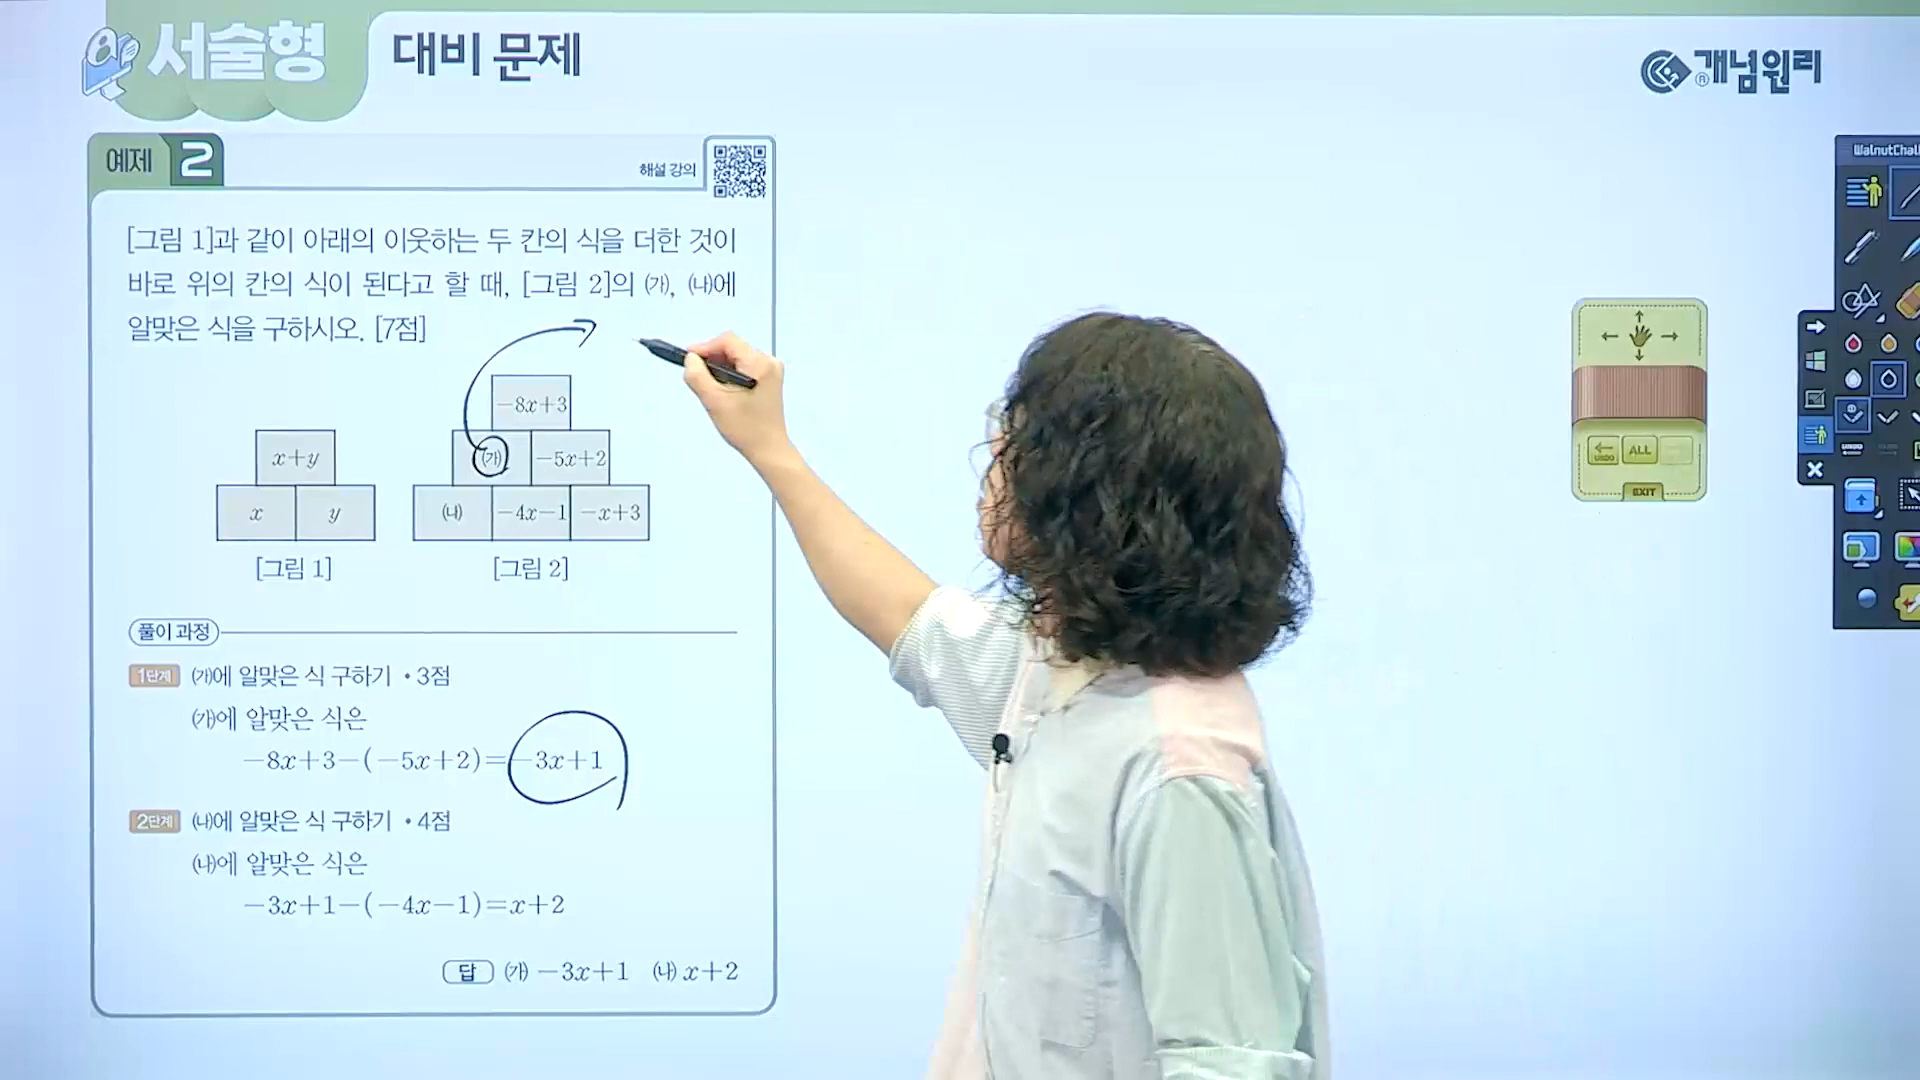 서술형 대비 문제
개념원리
®
예제 2
해설 강의
[그림 1]과 같이 아래의 이웃하는 두 칸의 식을 더한 것이
바로 위의 칸의 식이 된다고 할 때, [그림 2]의 ㈎, ㈏에
알맞은 식을 구하시오. [7점]
x+y
x y
[그림 1]
-8x+3
㈎ -5x+2
㈏ -4x-1 -x+3
[그림 2]
풀이 과정
1단계 ㈎에 알맞은 식 구하기 • 3점
㈎에 알맞은 식은
-8x+3-(-5x+2)=-3x+1
2단계 ㈏에 알맞은 식 구하기 • 4점
㈏에 알맞은 식은
-3x+1-(-4x-1)=x+2
답 ㈎ -3x+1 ㈏ x+2
UNDO
ALL
EXIT
WalnutChal